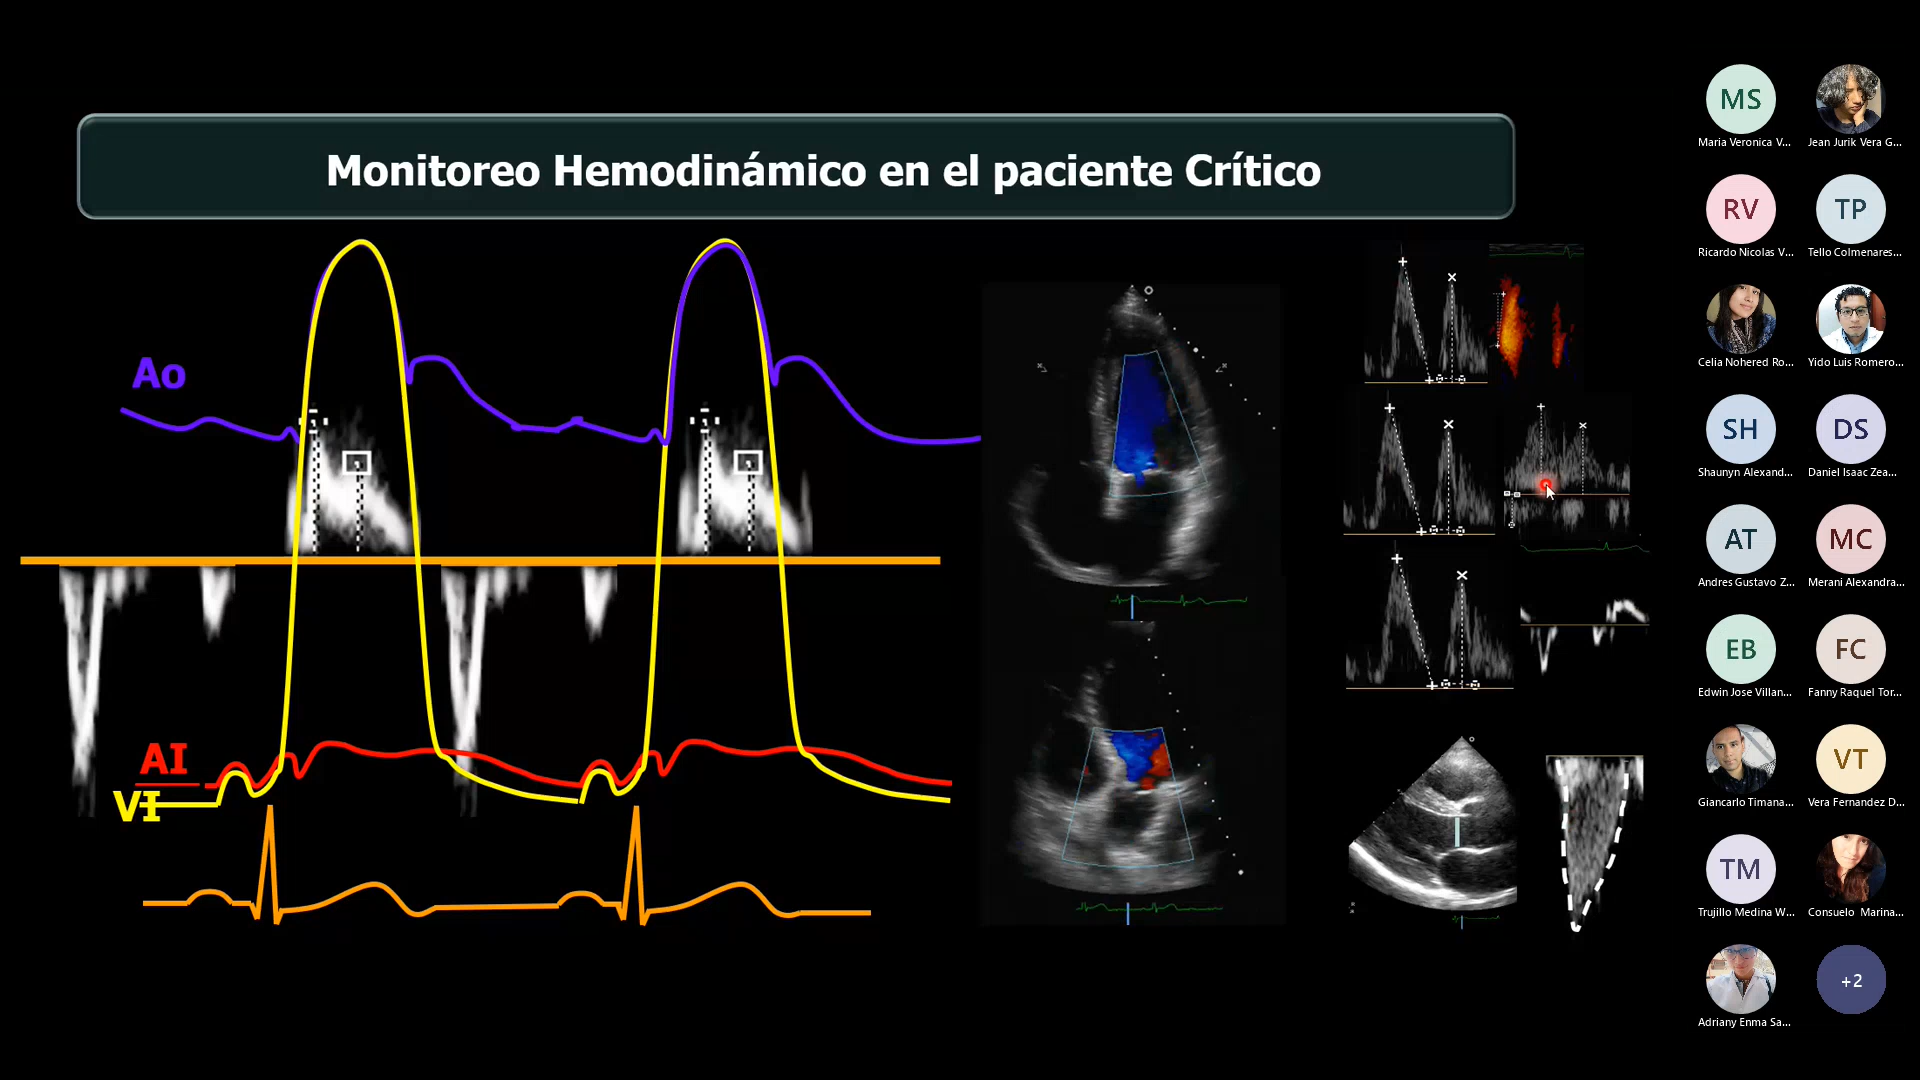 Monitoreo Hemodinámico en el paciente Crítico
Ao
AI
VI
MS
Maria Veronica V...
Jean Jurik Vera G...
RV
Ricardo Nicolas V...
TP
Tello Colmenares...
Celia Nohered Ro...
Yido Luis Romero...
SH
Shaunyn Alexand...
DS
Daniel Isaac Zea...
AT
Andres Gustavo Z...
MC
Merani Alexandra...
EB
Edwin Jose Villan...
FC
Fanny Raquel Tor...
Giancarlo Timana...
VT
Vera Fernandez D...
TM
Trujillo Medina W...
Consuelo Marina...
Adriany Enma Sa...
+2